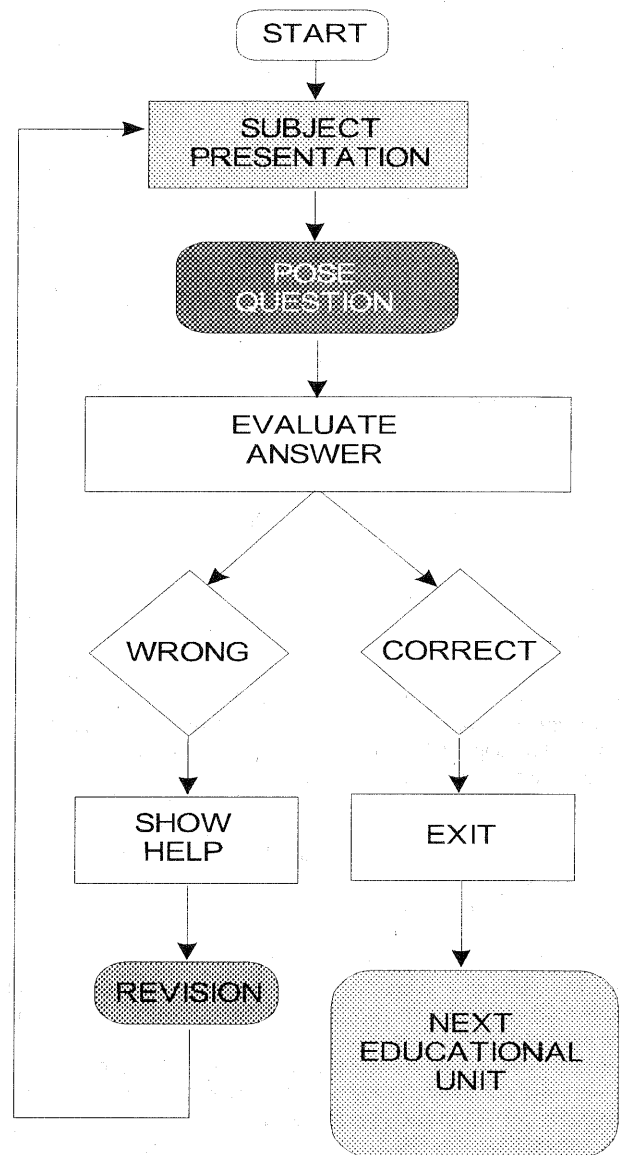 START
SUBJECT
PRESENTATION
POSE
QUESTION
EVALUATE
ANSWER
WRONG
CORRECT
SHOW
HELP
EXIT
REVISION
NEXT
EDUCATIONAL
UNIT